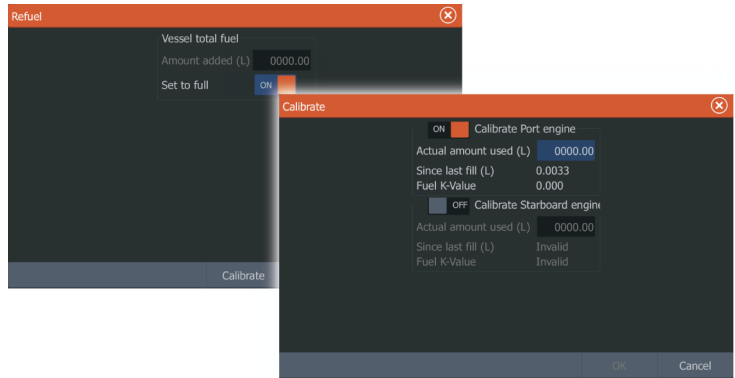 Refuel
Vessel total fuel
Amount added (L) 0000.00
Set to full ON
Calibrate
Calibrate
ON Calibrate Port engine
Actual amount used (L) 0000.00
Since last fill (L) 0.0033
Fuel K-Value 0.000
OFF Calibrate Starboard engine
Actual amount used (L) 0000.00
Since last fill (L) Invalid
Fuel K-Value Invalid
OK Cancel